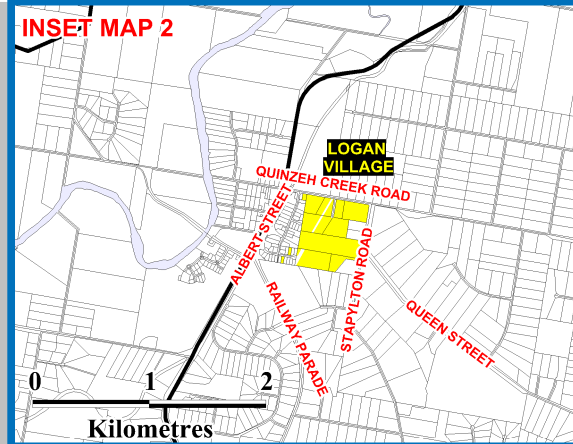 INSET MAP 2
LOGAN
VILLAGE
QUINZEH CREEK ROAD
ALBERT STREET
STAPYLTON ROAD
RAILWAY PARADE
QUEEN STREET
0 1 2
Kilometres